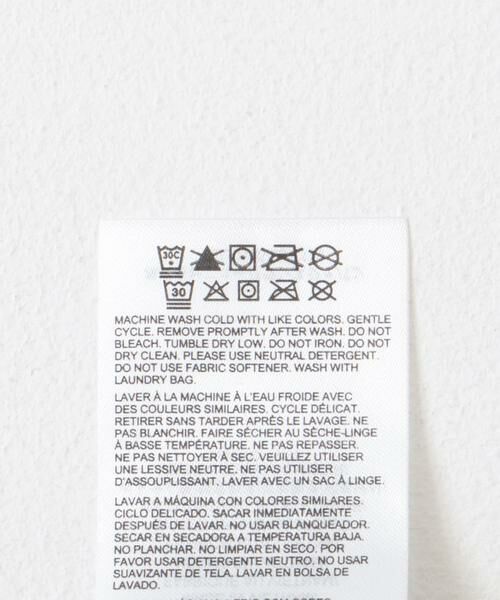 30C
30
MACHINE WASH COLD WITH LIKE COLORS. GENTLE
CYCLE. REMOVE PROMPTLY AFTER WASH. DO NOT
BLEACH. TUMBLE DRY LOW. DO NOT IRON. DO NOT
DRY CLEAN. PLEASE USE NEUTRAL DETERGENT.
DO NOT USE FABRIC SOFTENER. WASH WITH
LAUNDRY BAG.
LAVER À LA MACHINE À L'EAU FROIDE AVEC
DES COULEURS SIMILAIRES. CYCLE DÉLICAT.
RETIRER SANS TARDER APRÈS LE LAVAGE. NE
PAS BLANCHIR. FAIRE SÉCHER AU SÈCHE-LINGE
À BASSE TEMPÉRATURE. NE PAS REPASSER.
NE PAS NETTOYER À SEC. VEUILLEZ UTILISER
UNE LESSIVE NEUTRE. NE PAS UTILISER
D'ASSOUPLISSANT. LAVER AVEC UN SAC À LINGE.
LAVAR A MÁQUINA CON COLORES SIMILARES.
CICLO DELICADO. SACAR INMEDIATAMENTE
DESPUÉS DE LAVAR. NO USAR BLANQUEADOR.
SECAR EN SECADORA A TEMPERATURA BAJA.
NO PLANCHAR. NO LIMPIAR EN SECO. POR
FAVOR USAR DETERGENTE NEUTRO. NO USAR
SUAVIZANTE DE TELA. LAVAR EN BOLSA DE
LAVADO.